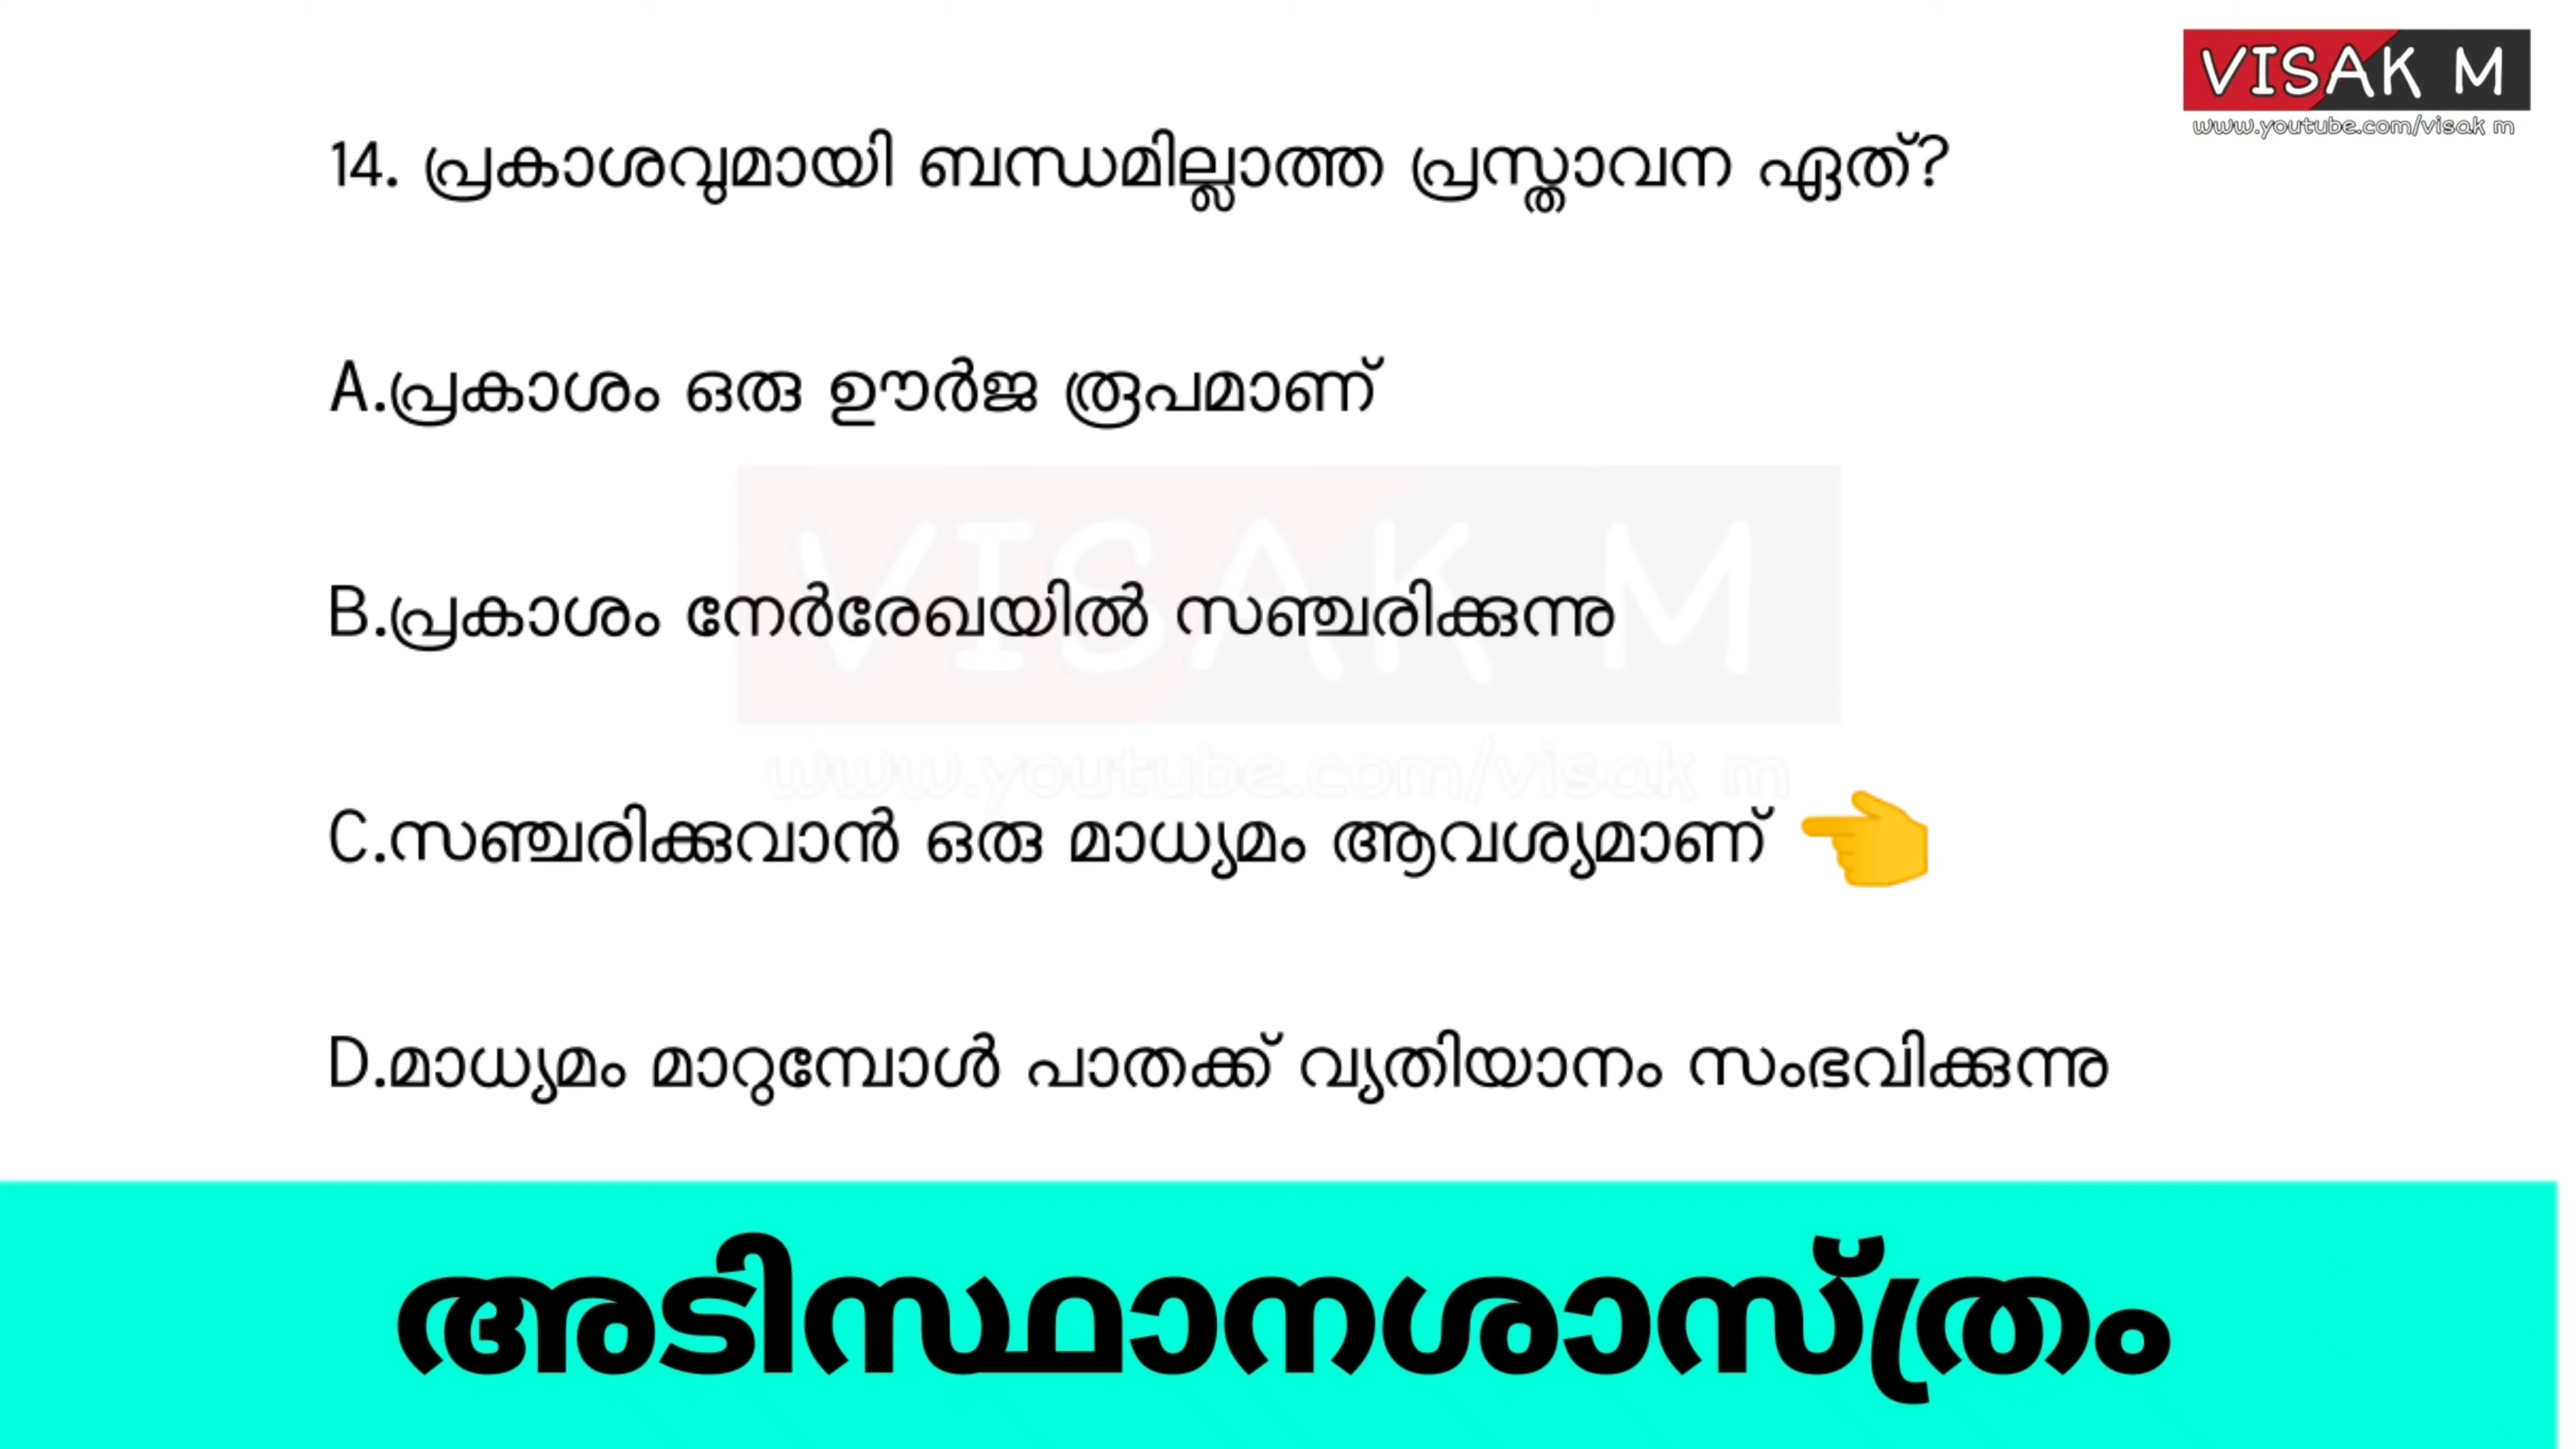 VISAK M
www.youtube.com/visak m
14. പ്രകാശവുമായി ബന്ധമില്ലാത്ത പ്രസ്താവന ഏത്?
A.പ്രകാശം ഒരു ഊർജ രൂപമാണ്
B.പ്രകാശം നേർരേഖയിൽ സഞ്ചരിക്കുന്നു
VISAK M
www.youtube.com/visak m
C.സഞ്ചരിക്കുവാൻ ഒരു മാധ്യമം ആവശ്യമാണ്
D.മാധ്യമം മാറുമ്പോൾ പാതക്ക് വ്യതിയാനം സംഭവിക്കുന്നു
അടിസ്ഥാനശാസ്ത്രം